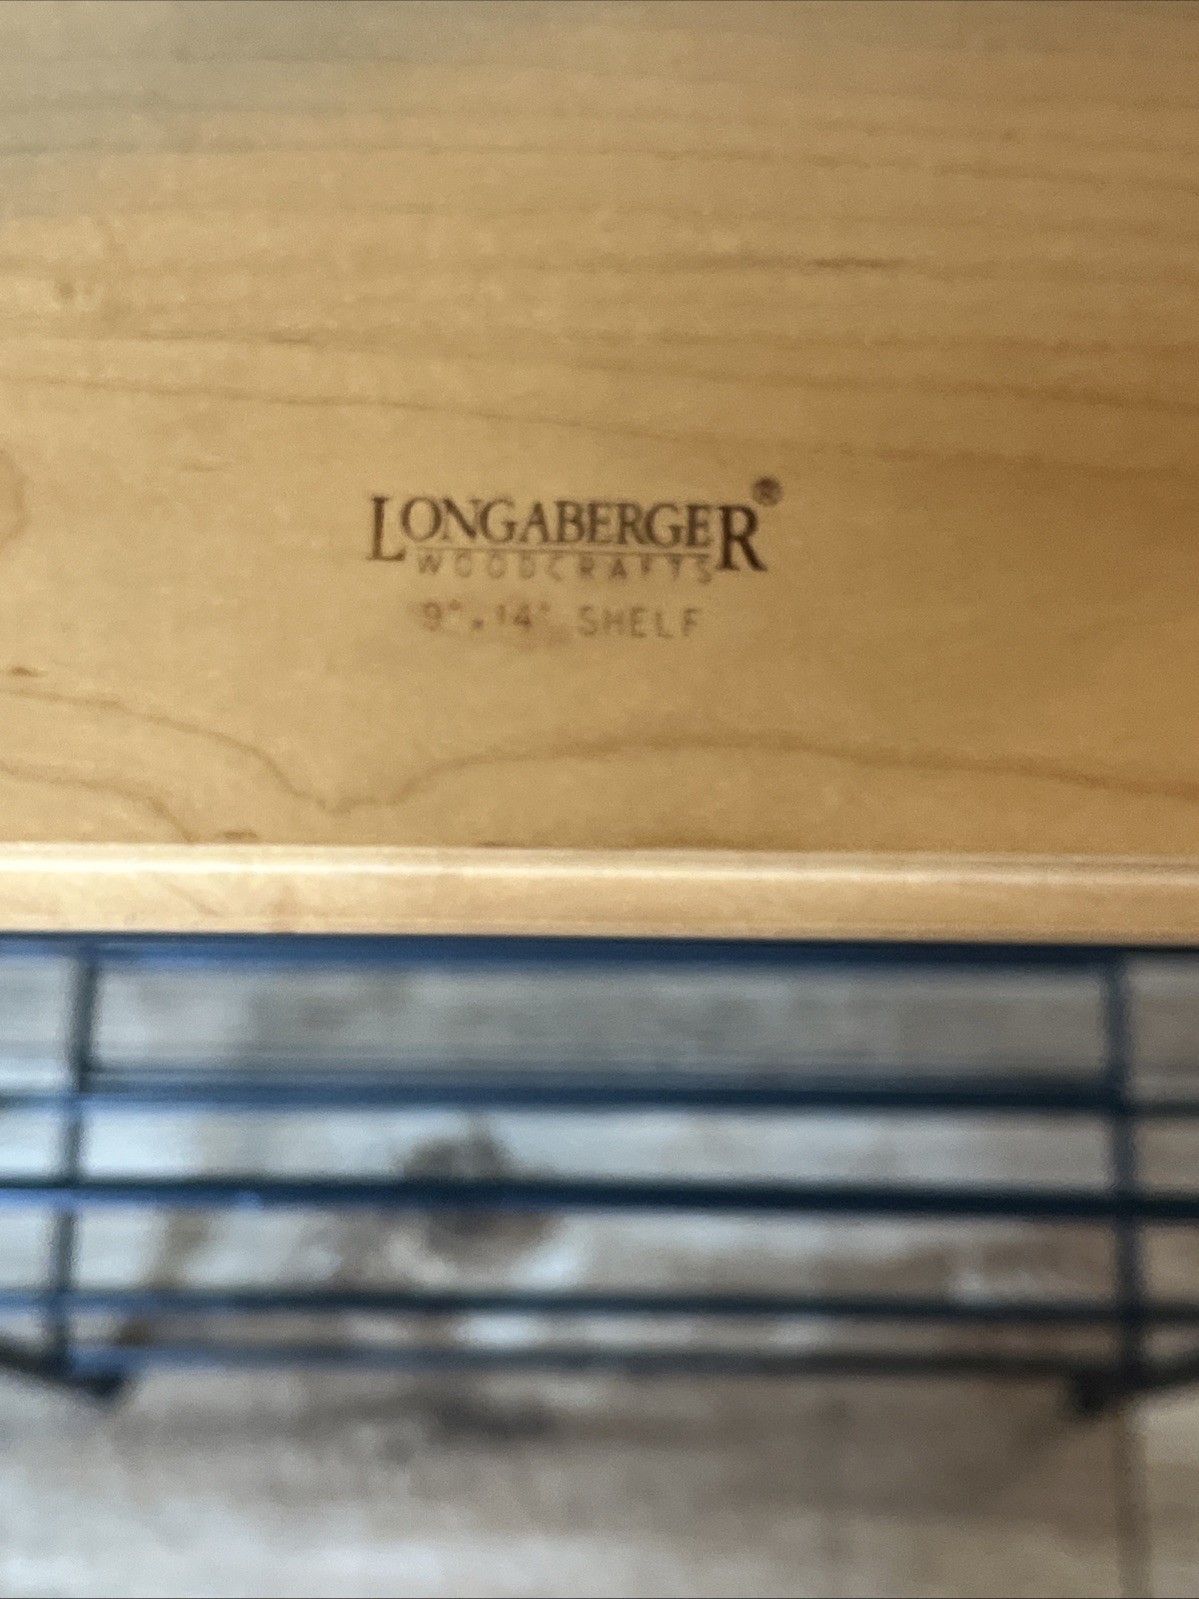 LONGABERGER®
WOODCRAFTS
9" x 14" SHELF